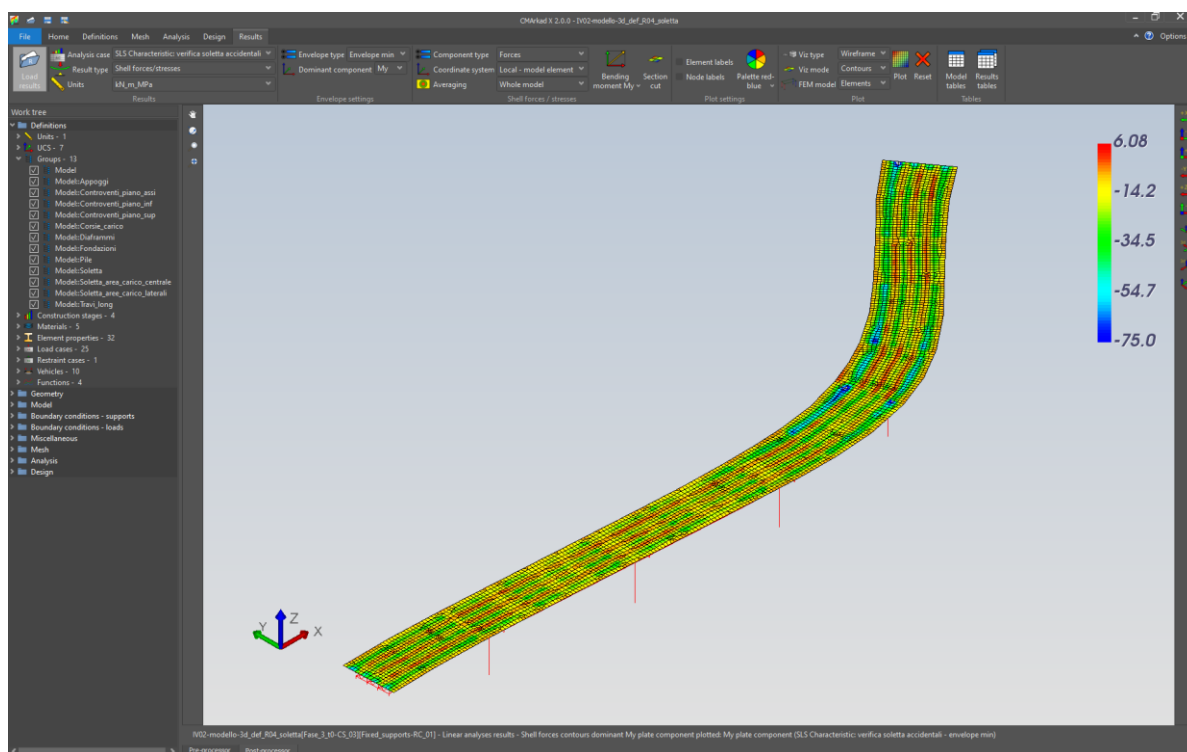 CMArkad X 2.0.0 - IV02-modello-3d_def_R04_soletta
File Home Definitions Mesh Analysis Design Results Options
Load results
Analysis case SLS Characteristic: verifica soletta accidentali
Result type Shell forces/stresses
Units kN_m_MPa
Results
Envelope type Envelope min
Dominant component My
Envelope settings
Component type Forces
Coordinate system Local - model element
Averaging Whole model
Bending moment My
Section cut
Shell forces / stresses
Element labels
Node labels
Palette red-blue
Plot settings
Viz type Wireframe
Viz mode Contours
FEM model Elements
Plot Reset
Plot
Model tables
Results tables
Tables
Work tree
Definitions
Units - 1
UCS - 7
Groups - 13
Model
Model::Appoggi
Model::Controventi_piano_assi
Model::Controventi_piano_inf
Model::Controventi_piano_sup
Model::Corsie_carico
Model::Diaframmi
Model::Fondazioni
Model::Pile
Model::Soletta
Model::Soletta_area_carico_centrale
Model::Soletta_aree_carico_laterali
Model::Travi_long
Construction stages - 4
Materials - 5
Element properties - 32
Load cases - 25
Restraint cases - 1
Vehicles - 10
Functions - 4
Geometry
Model
Boundary conditions - supports
Boundary conditions - loads
Miscellaneous
Mesh
Analysis
Design
6.08
-14.2
-34.5
-54.7
-75.0
Z
Y
X
IV02-modello-3d_def_R04_soletta[Fase_3_t0-CS_03][Fixed_supports-RC_01] - Linear analyses results - Shell forces contours dominant My plate component plotted: My plate component (SLS Characteristic: verifica soletta accidentali - envelope min)
Pre-processor Post-processor